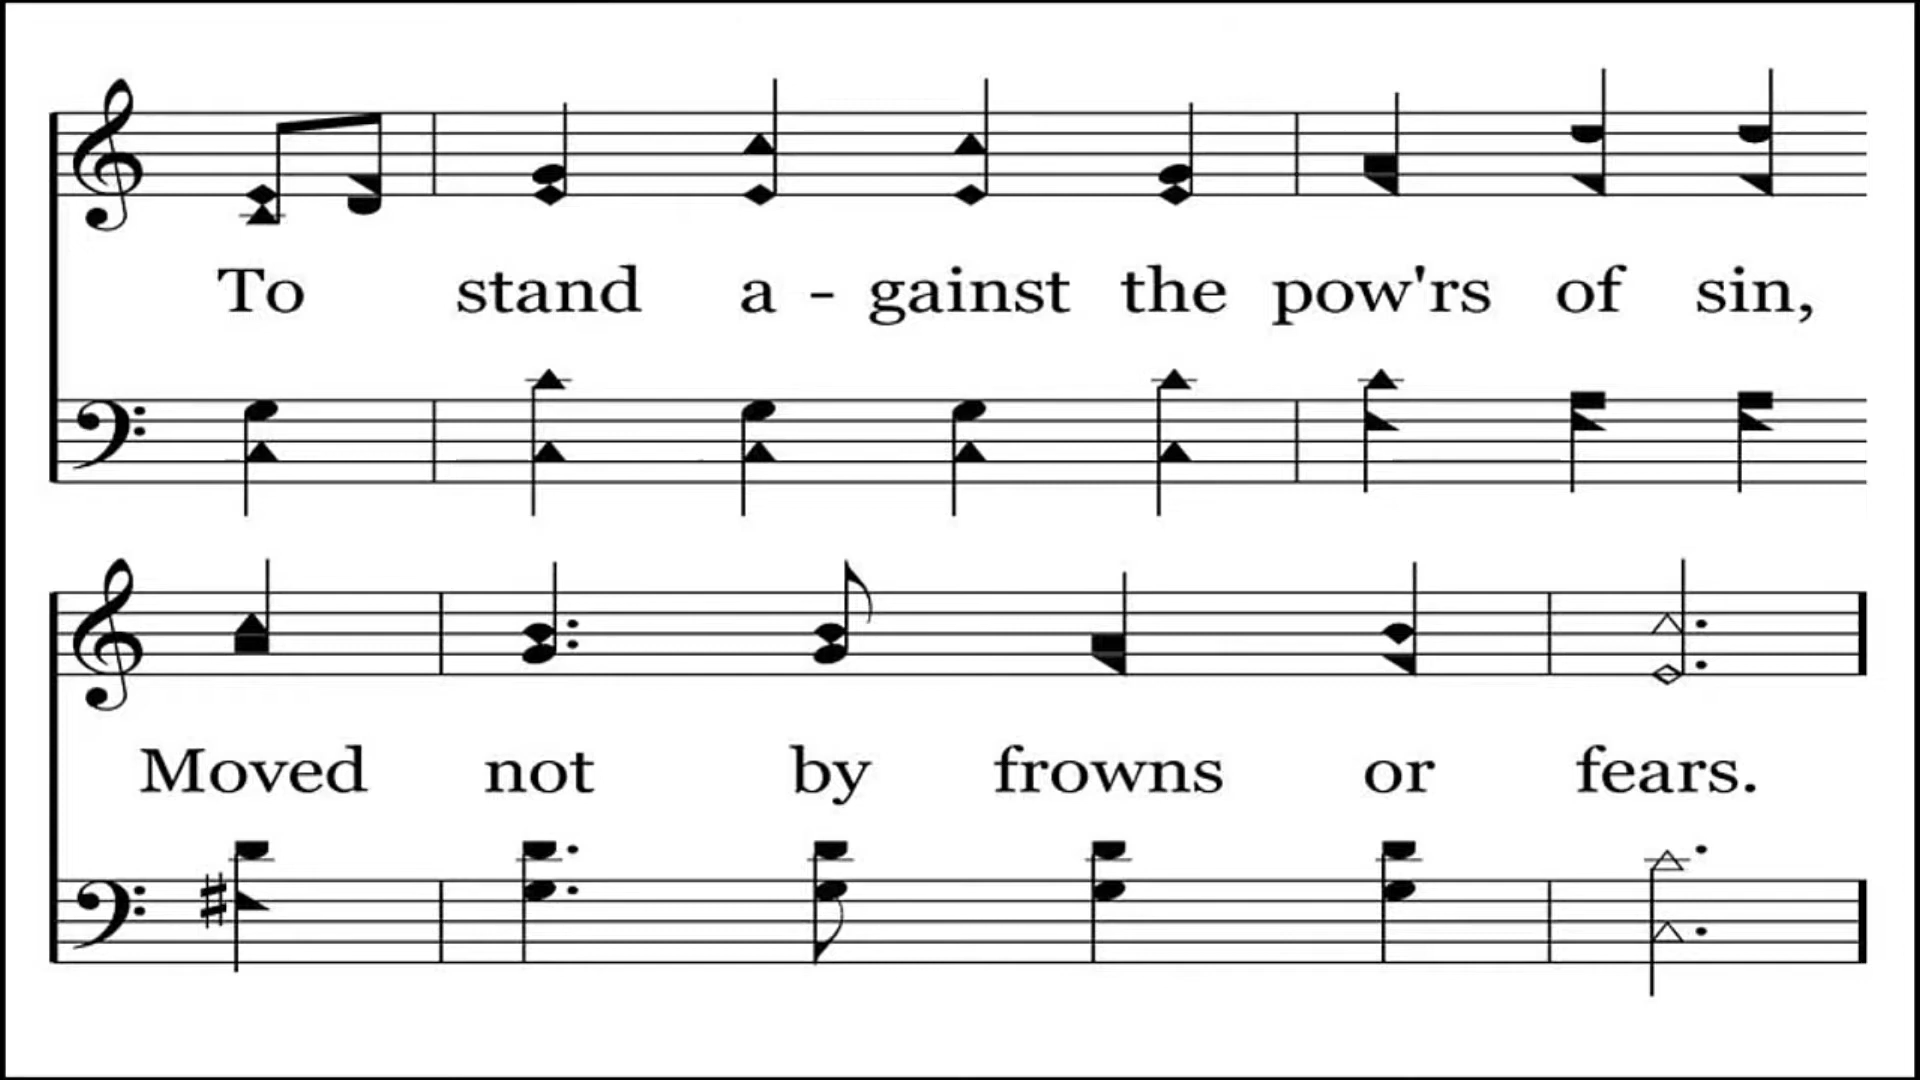 To stand a - gainst the pow'rs of sin,
Moved not by frowns or fears.